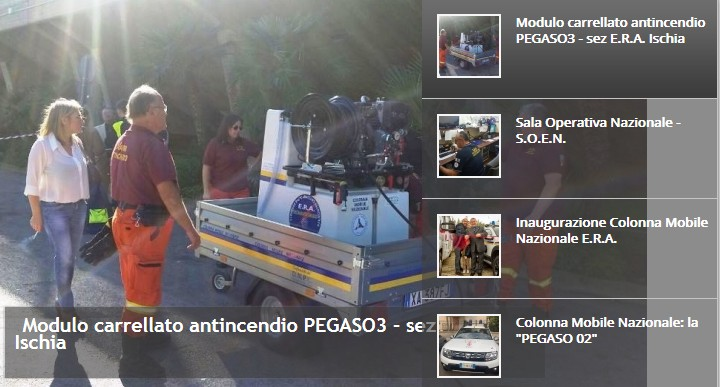 Modulo carrellato antincendio
PEGASO3 - sez E.R.A. Ischia
Sala Operativa Nazionale -
S.O.E.N.
Inaugurazione Colonna Mobile
Nazionale E.R.A.
Colonna Mobile Nazionale: la
"PEGASO 02"
E.R.A.
Modulo carrellato antincendio PEGASO3 - sez
Ischia